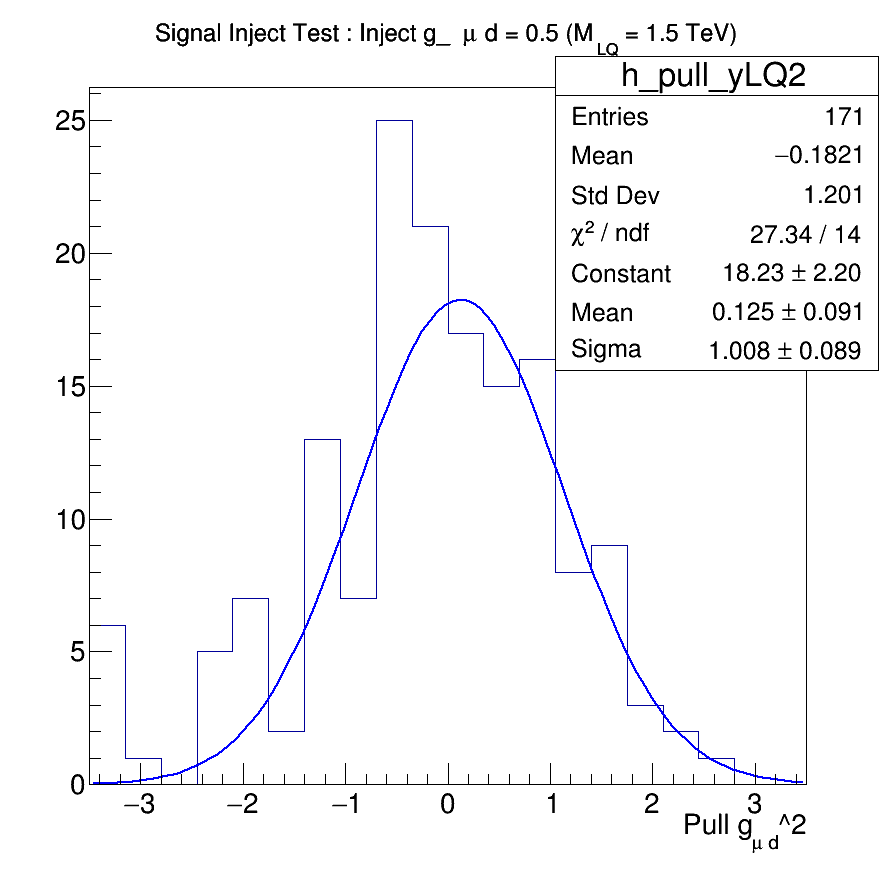 Signal Inject Test : Inject g_ μ d = 0.5 (M_LQ = 1.5 TeV)
h_pull_yLQ2
Entries 171
Mean −0.1821
Std Dev 1.201
χ² / ndf 27.34 / 14
Constant 18.23 ± 2.20
Mean 0.125 ± 0.091
Sigma 1.008 ± 0.089
25
20
15
10
5
0
−3 −2 −1 0 1 2 3
Pull g_μ d^2